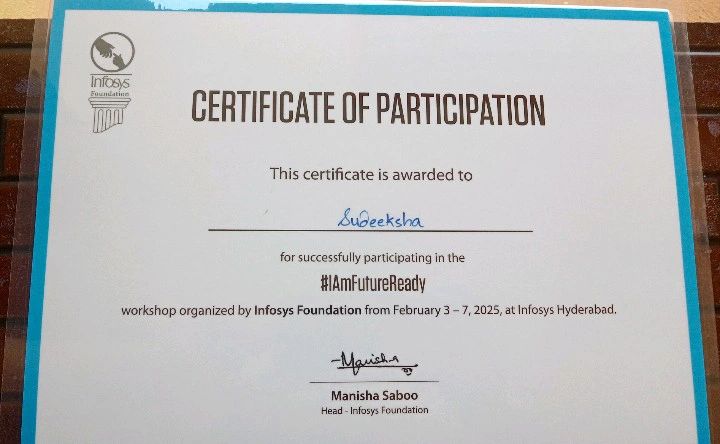 Infosys
Foundation
CERTIFICATE OF PARTICIPATION
This certificate is awarded to
Sudeeksha
for successfully participating in the
#IAmFutureReady
workshop organized by Infosys Foundation from February 3 – 7, 2025, at Infosys Hyderabad.
Manisha
Manisha Saboo
Head - Infosys Foundation